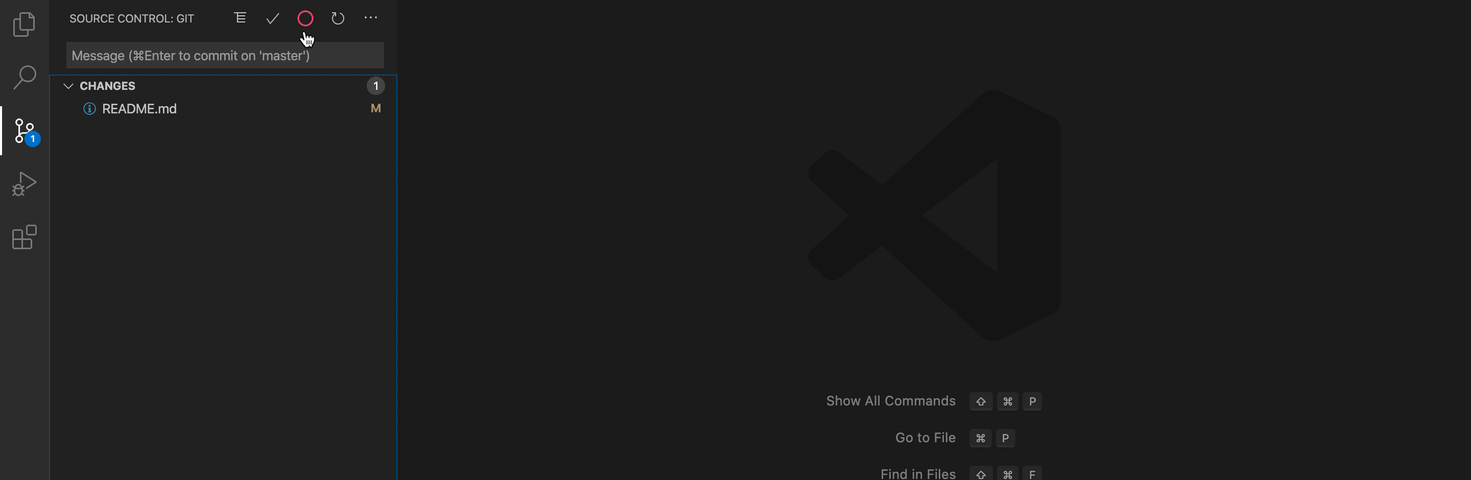 SOURCE CONTROL: GIT
Message (⌘Enter to commit on 'master')
CHANGES 1
README.md M
1
Show All Commands ⇧ ⌘ P
Go to File ⌘ P
Find in Files ⇧ ⌘ F